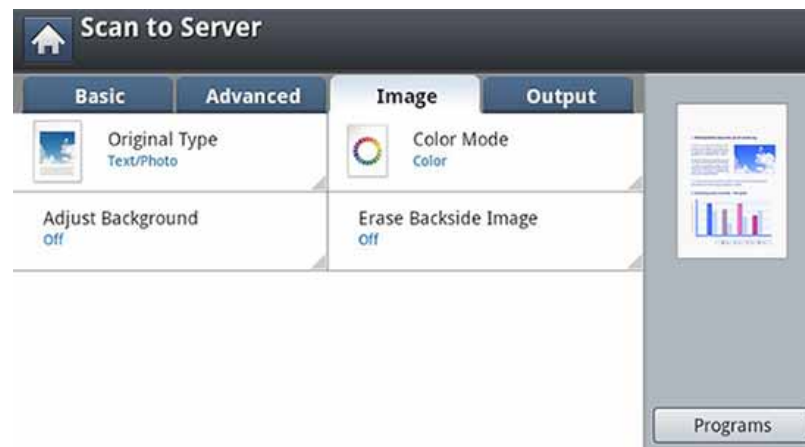 Scan to Server
Basic
Advanced
Image
Output
Original Type
Text/Photo
Color Mode
Color
Adjust Background
Off
Erase Backside Image
Off
Programs